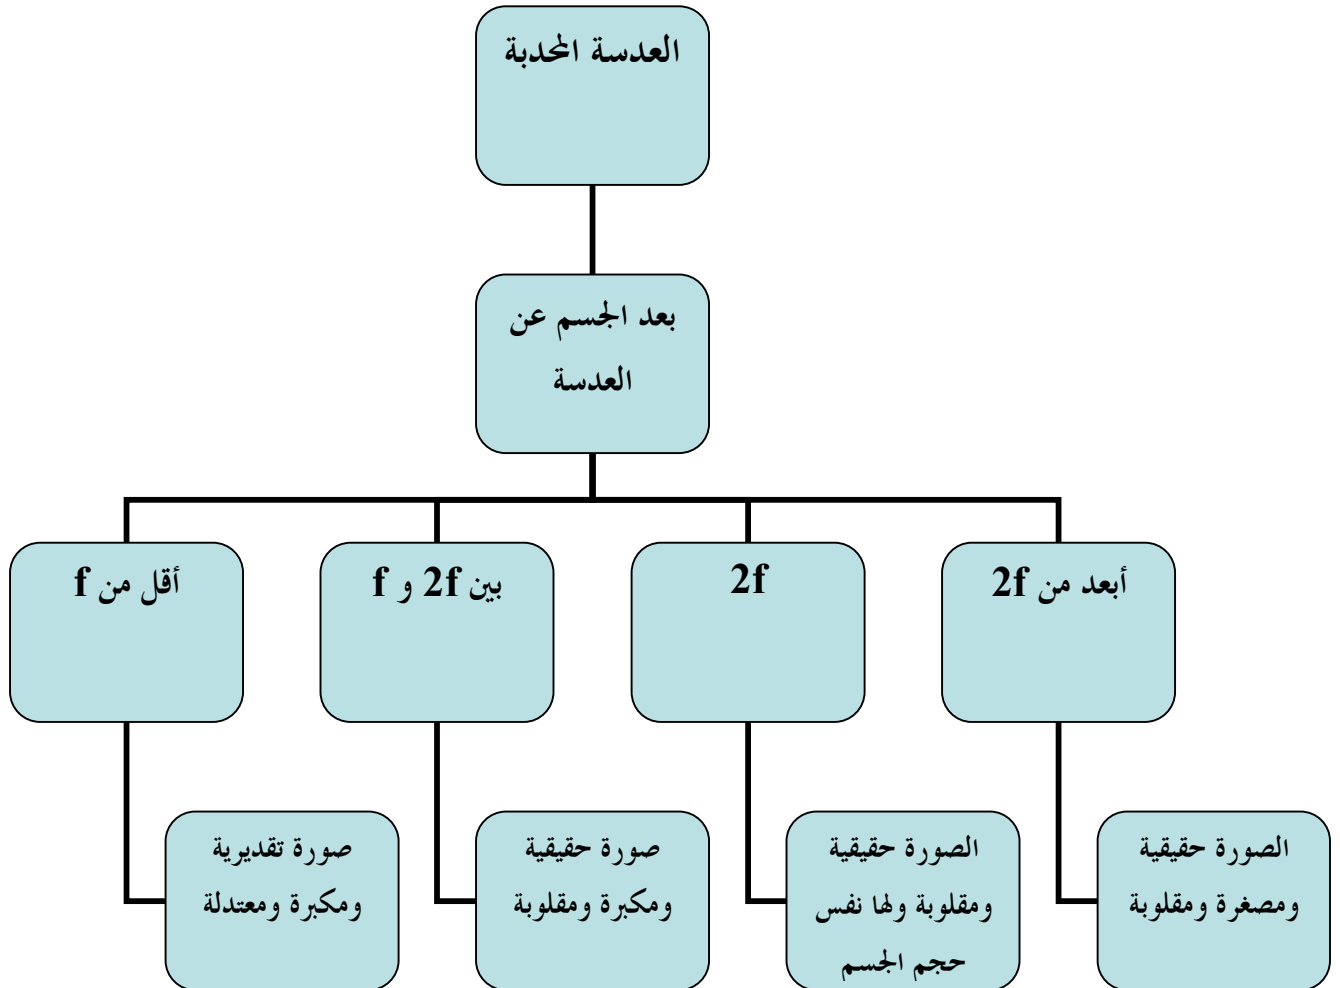 العدسة المحدبة
بعد الجسم عن
العدسة
أبعد من 2f
2f
بين 2f و f
أقل من f
الصورة حقيقية
ومصغرة ومقلوبة
الصورة حقيقية
ومقلوبة ولها نفس
حجم الجسم
صورة حقيقية
ومكبرة ومقلوبة
صورة تقديرية
ومكبرة ومعتدلة